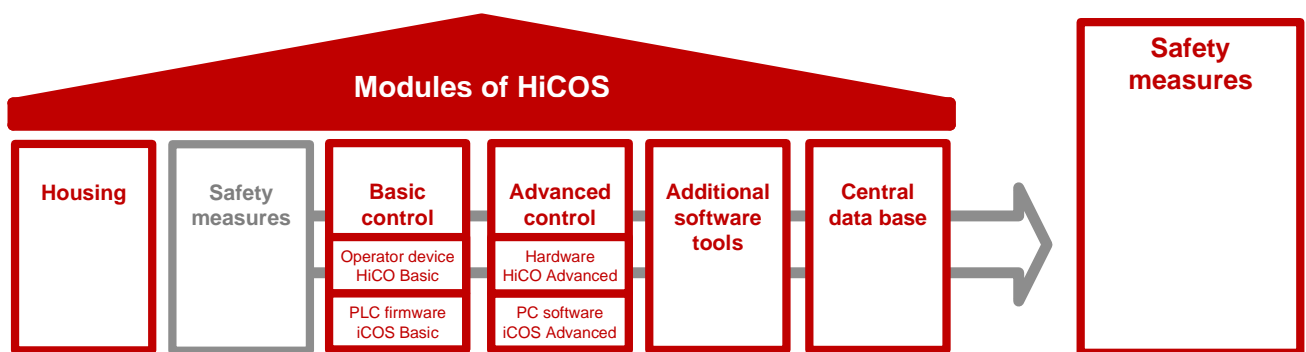 Modules of HiCOS
Safety
measures
Housing
Safety
measures
Basic
control
Operator device
HiCO Basic
PLC firmware
iCOS Basic
Advanced
control
Hardware
HiCO Advanced
PC software
iCOS Advanced
Additional
software
tools
Central
data base